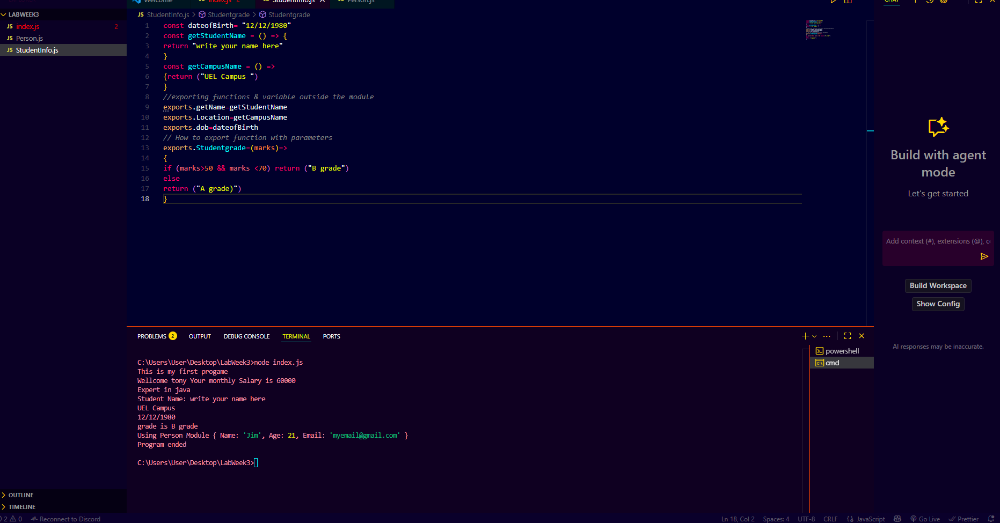 Welcome
index.js 2
StudentInfo.js
Person.js
CHAT
LABWEEK3
JS index.js 2
JS Person.js
JS StudentInfo.js
JS StudentInfo.js > Studentgrade > Studentgrade
1 const dateofBirth= "12/12/1980"
2 const getStudentName = () => {
3 return "write your name here"
4 }
5 const getCampusName = () =>
6 {return ("UEL Campus ")
7 }
8 //exporting functions & variable outside the module
9 exports.getName=getStudentName
10 exports.Location=getCampusName
11 exports.dob=dateofBirth
12 // How to export function with parameters
13 exports.Studentgrade=(marks)=>
14 {
15 if (marks>50 && marks <70) return ("B grade")
16 else
17 return ("A grade)")
18 }
Build with agent
mode
Let's get started
Add context (#), extensions (@), c
Build Workspace
Show Config
AI responses may be inaccurate.
PROBLEMS 2 OUTPUT DEBUG CONSOLE TERMINAL PORTS
powershell
cmd
C:\Users\User\Desktop\LabWeek3>node index.js
This is my first progame
Wellcome tony Your monthly Salary is 60000
Expert in java
Student Name: write your name here
UEL Campus
12/12/1980
grade is B grade
Using Person Module { Name: 'Jim', Age: 21, Email: 'myemail@gmail.com' }
Program ended
C:\Users\User\Desktop\LabWeek3>
OUTLINE
TIMELINE
2 0 Reconnect to Discord
Ln 18, Col 2 Spaces: 4 UTF-8 CRLF {} JavaScript Go Live Prettier